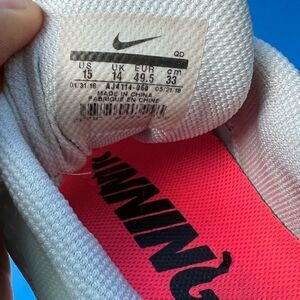 QD
US UK EUR cm
15 14 49.5 33
01/31/18 AJ4114-060 05/21/18
MADE IN CHINA
FABRIQUÉ EN CHINE
RUNNING